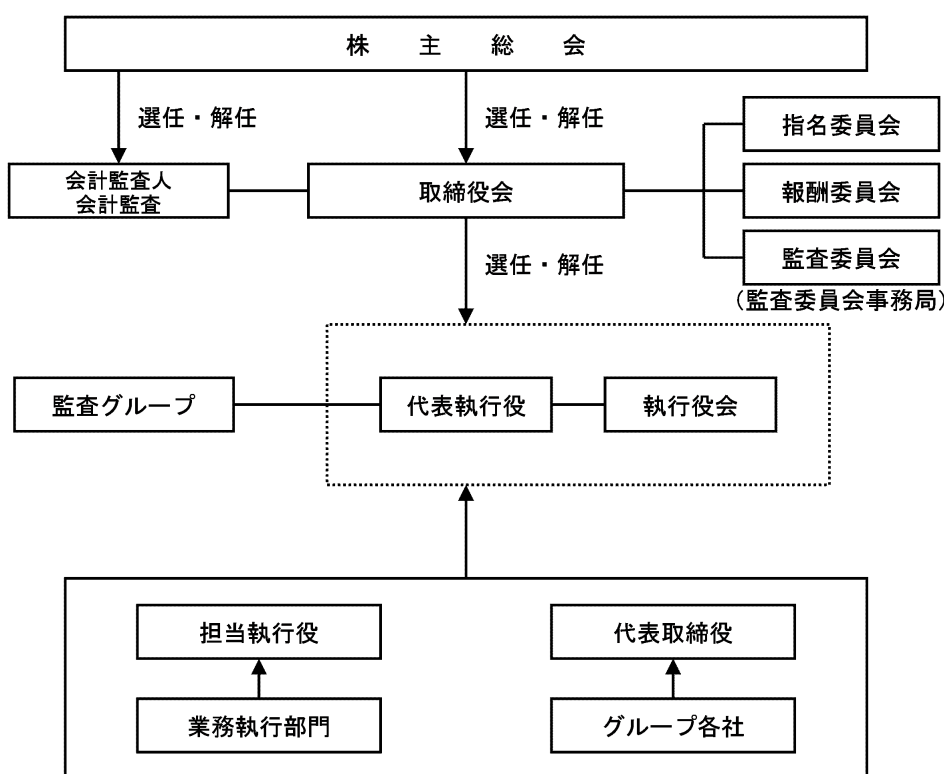 株主総会
選任・解任
選任・解任
指名委員会
会計監査人
会計監査
取締役会
報酬委員会
選任・解任
監査委員会
(監査委員会事務局)
監査グループ
代表執行役
執行役会
担当執行役
代表取締役
業務執行部門
グループ各社